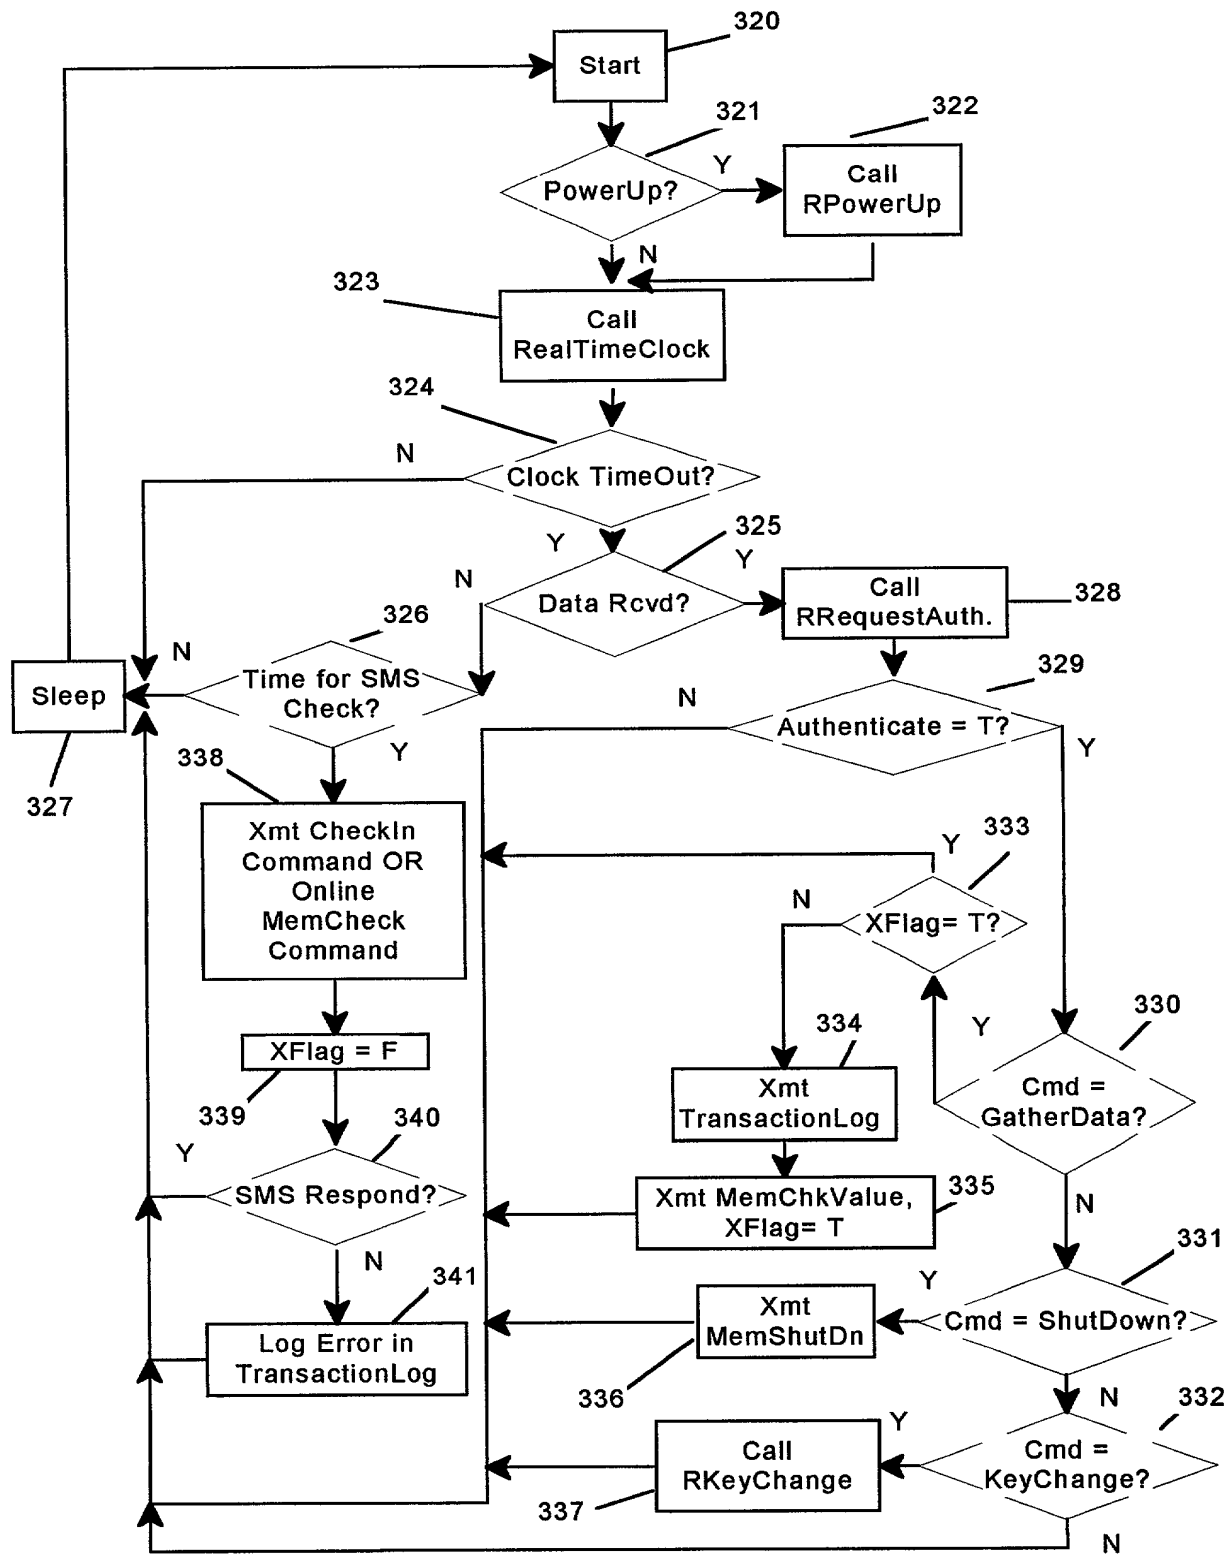 320
Start
321
322
PowerUp?
Y
Call
RPowerUp
N
323
Call
RealTimeClock
324
N
Clock TimeOut?
325
Y
Y
N
Data Rcvd?
Call
RRequestAuth.
328
326
N
Time for SMS
Check?
Sleep
327
329
N
Authenticate = T?
Y
Y
338
Xmt CheckIn
Command OR
Online
MemCheck
Command
333
Y
N
XFlag= T?
334
Y
330
XFlag = F
339
Xmt
TransactionLog
Cmd =
GatherData?
340
Y
SMS Respond?
Xmt MemChkValue,
XFlag= T
335
N
N
341
331
Y
Log Error in
TransactionLog
Xmt
MemShutDn
336
Cmd = ShutDown?
N
332
Y
Call
RKeyChange
337
Cmd =
KeyChange?
N